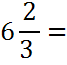 6 2/3 =